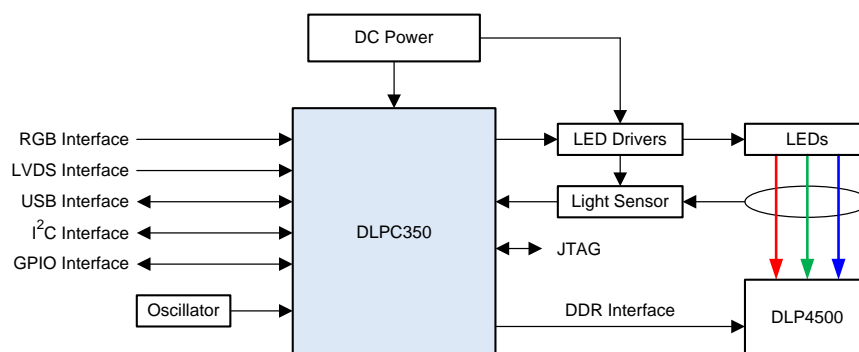 DC Power
RGB Interface
LED Drivers
LEDs
LVDS Interface
USB Interface
Light Sensor
DLPC350
I²C Interface
JTAG
GPIO Interface
Oscillator
DDR Interface
DLP4500